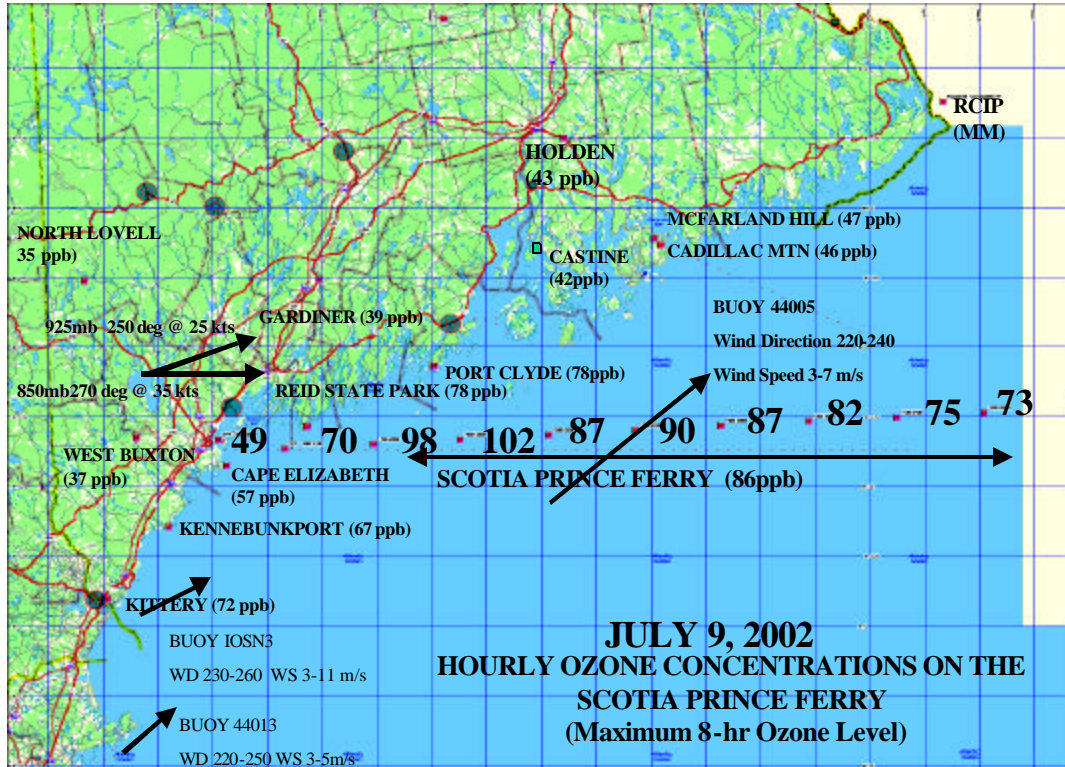 RCIP
(MM)
HOLDEN
(43 ppb)
MCFARLAND HILL (47 ppb)
CADILLAC MTN (46 ppb)
NORTH LOVELL
35 ppb)
D
CASTINE
(42ppb)
BUOY 44005
Wind Direction 220-240
Wind Speed 3-7 m/s
GARDINER (39 ppb)
925mb 250 deg @ 25 kts
850mb270 deg @ 35 kts
PORT CLYDE (78ppb)
REID STATE PARK (78 ppb)
49 70 98 102 87 90 87 82 75 73
WEST BUXTON
(37 ppb)
CAPE ELIZABETH
(57 ppb)
SCOTIA PRINCE FERRY (86ppb)
KENNEBUNKPORT (67 ppb)
KITTERY (72 ppb)
BUOY IOSN3
WD 230-260 WS 3-11 m/s
BUOY 44013
WD 220-250 WS 3-5m/s
JULY 9, 2002
HOURLY OZONE CONCENTRATIONS ON THE
SCOTIA PRINCE FERRY
(Maximum 8-hr Ozone Level)